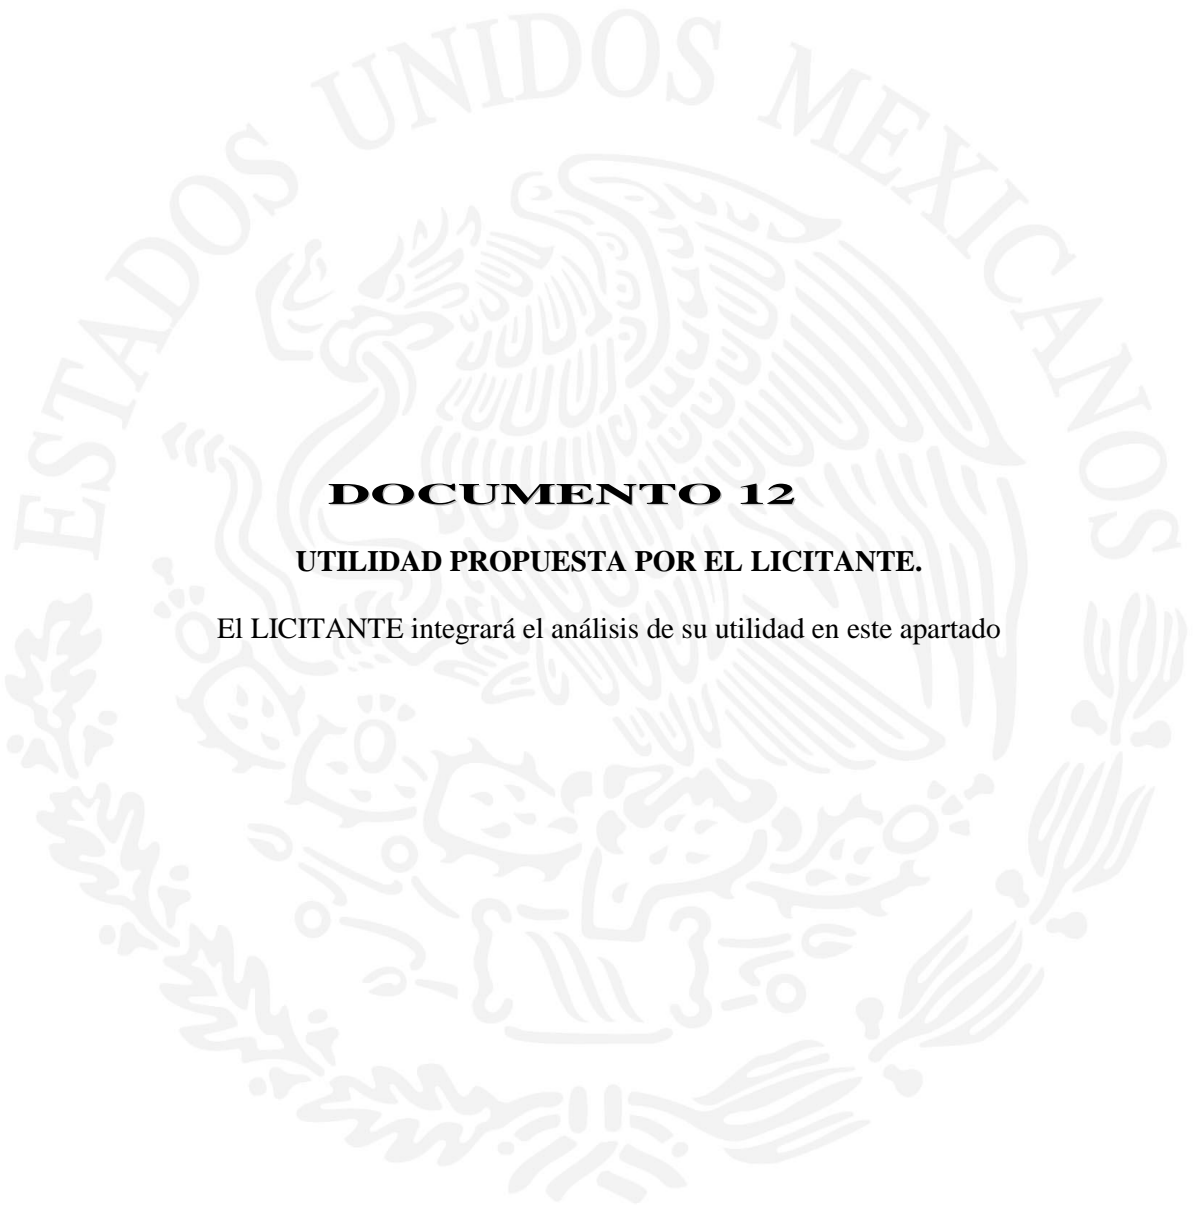 ESTADOS UNIDOS MEXICANOS
DOCUMENTO 12
UTILIDAD PROPUESTA POR EL LICITANTE.
El LICITANTE integrará el análisis de su utilidad en este apartado